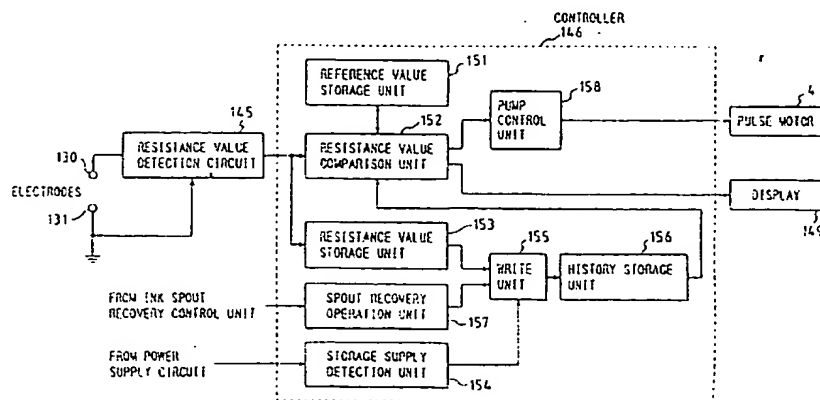 CONTROLLER
146
151
REFERENCE VALUE
STORAGE UNIT
158
PUMP
CONTROL
UNIT
4
PULSE MOTOR
145
RESISTANCE VALUE
DETECTION CIRCUIT
152
RESISTANCE VALUE
COMPARISON UNIT
130
ELECTRODES
131
DISPLAY
149
153
RESISTANCE VALUE
STORAGE UNIT
155
WRITE
UNIT
156
HISTORY STORAGE
UNIT
FROM INK SPOUT
RECOVERY CONTROL UNIT
SPOUT RECOVERY
OPERATION UNIT
157
FROM POWER
SUPPLY CIRCUIT
STORAGE SUPPLY
DETECTION UNIT
154